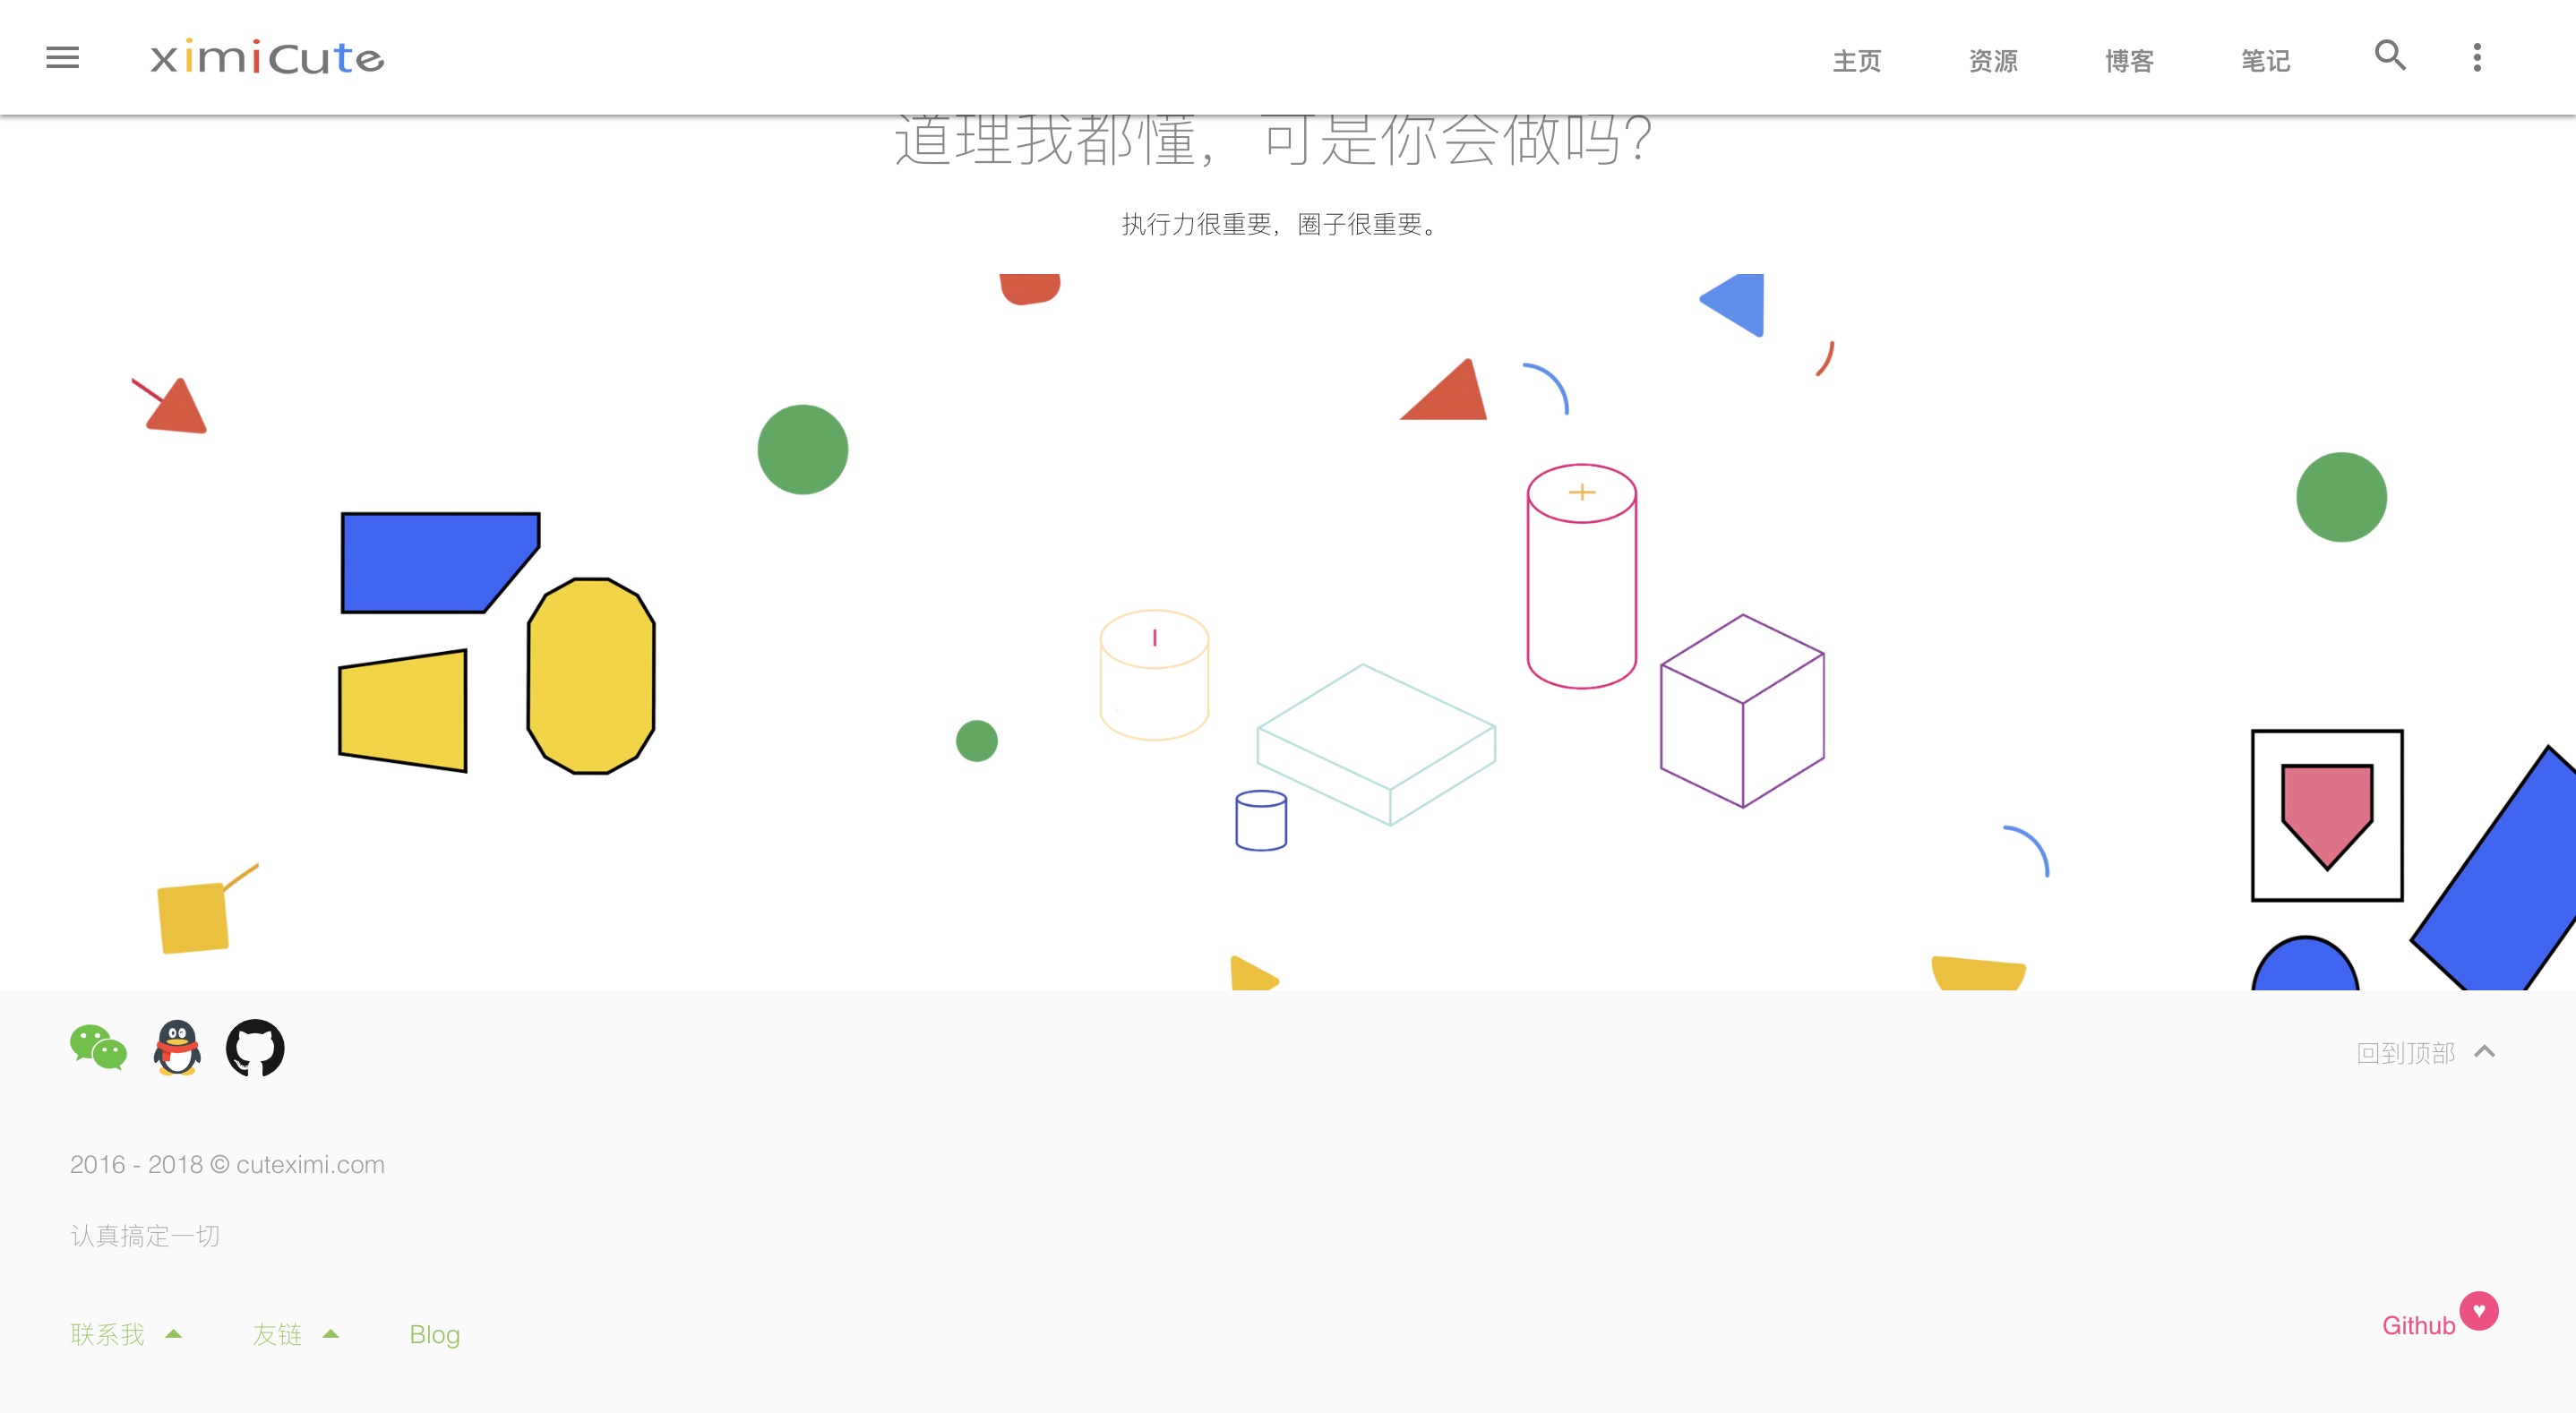 ximiCute
主页 资源 博客 笔记
道理我都懂，可是你会做吗？
执行力很重要，圈子很重要。
回到顶部
2016 - 2018 © cuteximi.com
认真搞定一切
联系我 友链 Blog
Github